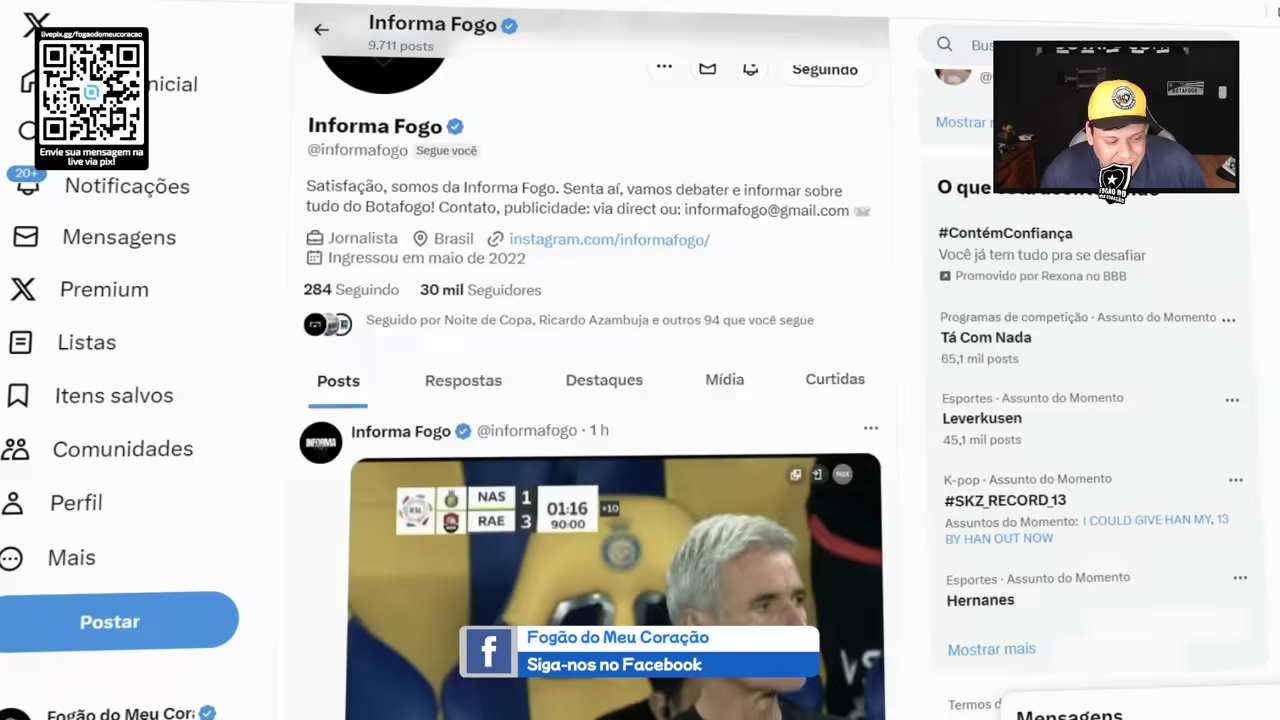 livepix.gg/fogaodomeucoracao
Envie sua mensagem na
live via pix!
nicial
20+
Notificações
Mensagens
Premium
Listas
Itens salvos
Comunidades
Perfil
Mais
Postar
Fogão do Meu Cora
Informa Fogo
9.711 posts
Seguindo
Informa Fogo
@informafogo Segue você
Satisfação, somos da Informa Fogo. Senta aí, vamos debater e informar sobre
tudo do Botafogo! Contato, publicidade: via direct ou: informafogo@gmail.com
Jornalista Brasil instagram.com/informafogo/
Ingressou em maio de 2022
284 Seguindo 30 mil Seguidores
Seguido por Noite de Copa, Ricardo Azambuja e outros 94 que você segue
Posts Respostas Destaques Mídia Curtidas
INFORMA
Informa Fogo @informafogo · 1 h
NAS 1
RAE 3
01:16
90:00
+10
Fogão do Meu Coração
Siga-nos no Facebook
Bus
@
Mostrar
BOTAFOGO
FOGÃO DO
O que
#ContémConfiança
Você já tem tudo pra se desafiar
Promovido por Rexona no BBB
Programas de competição · Assunto do Momento
Tá Com Nada
65,1 mil posts
Esportes · Assunto do Momento
Leverkusen
45,1 mil posts
K-pop · Assunto do Momento
#SKZ_RECORD_13
Assuntos do Momento: I COULD GIVE HAN MY, 13
BY HAN OUT NOW
Esportes · Assunto do Momento
Hernanes
Mostrar mais
Termos d
Mensagens